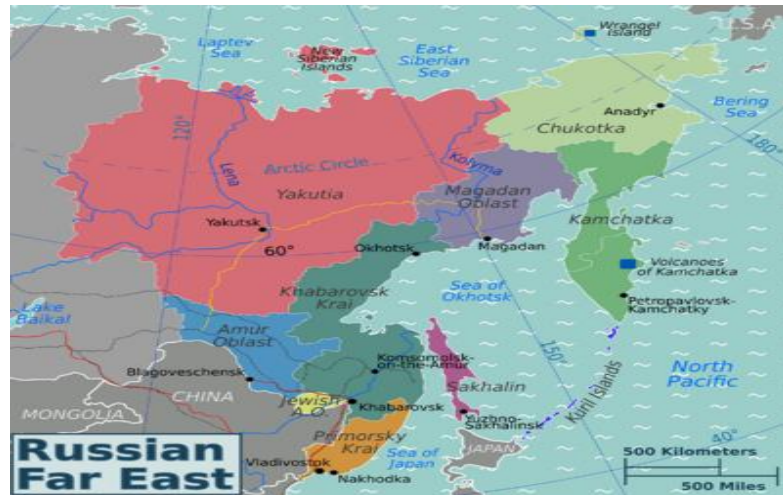 Wrangel
Island
U.S.A.
Laptev
Sea
New
Siberian
Islands
East
Siberian
Sea
Anadyr
Bering
Sea
Chukotka
120°
180°
Arctic Circle
Lena
Kolyma
Yakutia
Magadan
Oblast
Kamchatka
Yakutsk
60°
Okhotsk
Magadan
Volcanoes
of Kamchatka
Khabarovsk
Krai
Sea of
Okhotsk
Petropavlovsk-
Kamchatky
Lake
Baikal
Amur
Oblast
150°
North
Pacific
Komsomolsk-
on-the-Amur
Blagoveschensk
Sakhalin
Kuril Islands
CHINA
Jewish
A.O.
Khabarovsk
MONGOLIA
Yuzbno-
Sakhalinsk
Primorsky
Krai
JAPAN
Sea of
Japan
40°
500 Kilometers
500 Miles
Russian
Far East
Vladivostok
Nakhodka